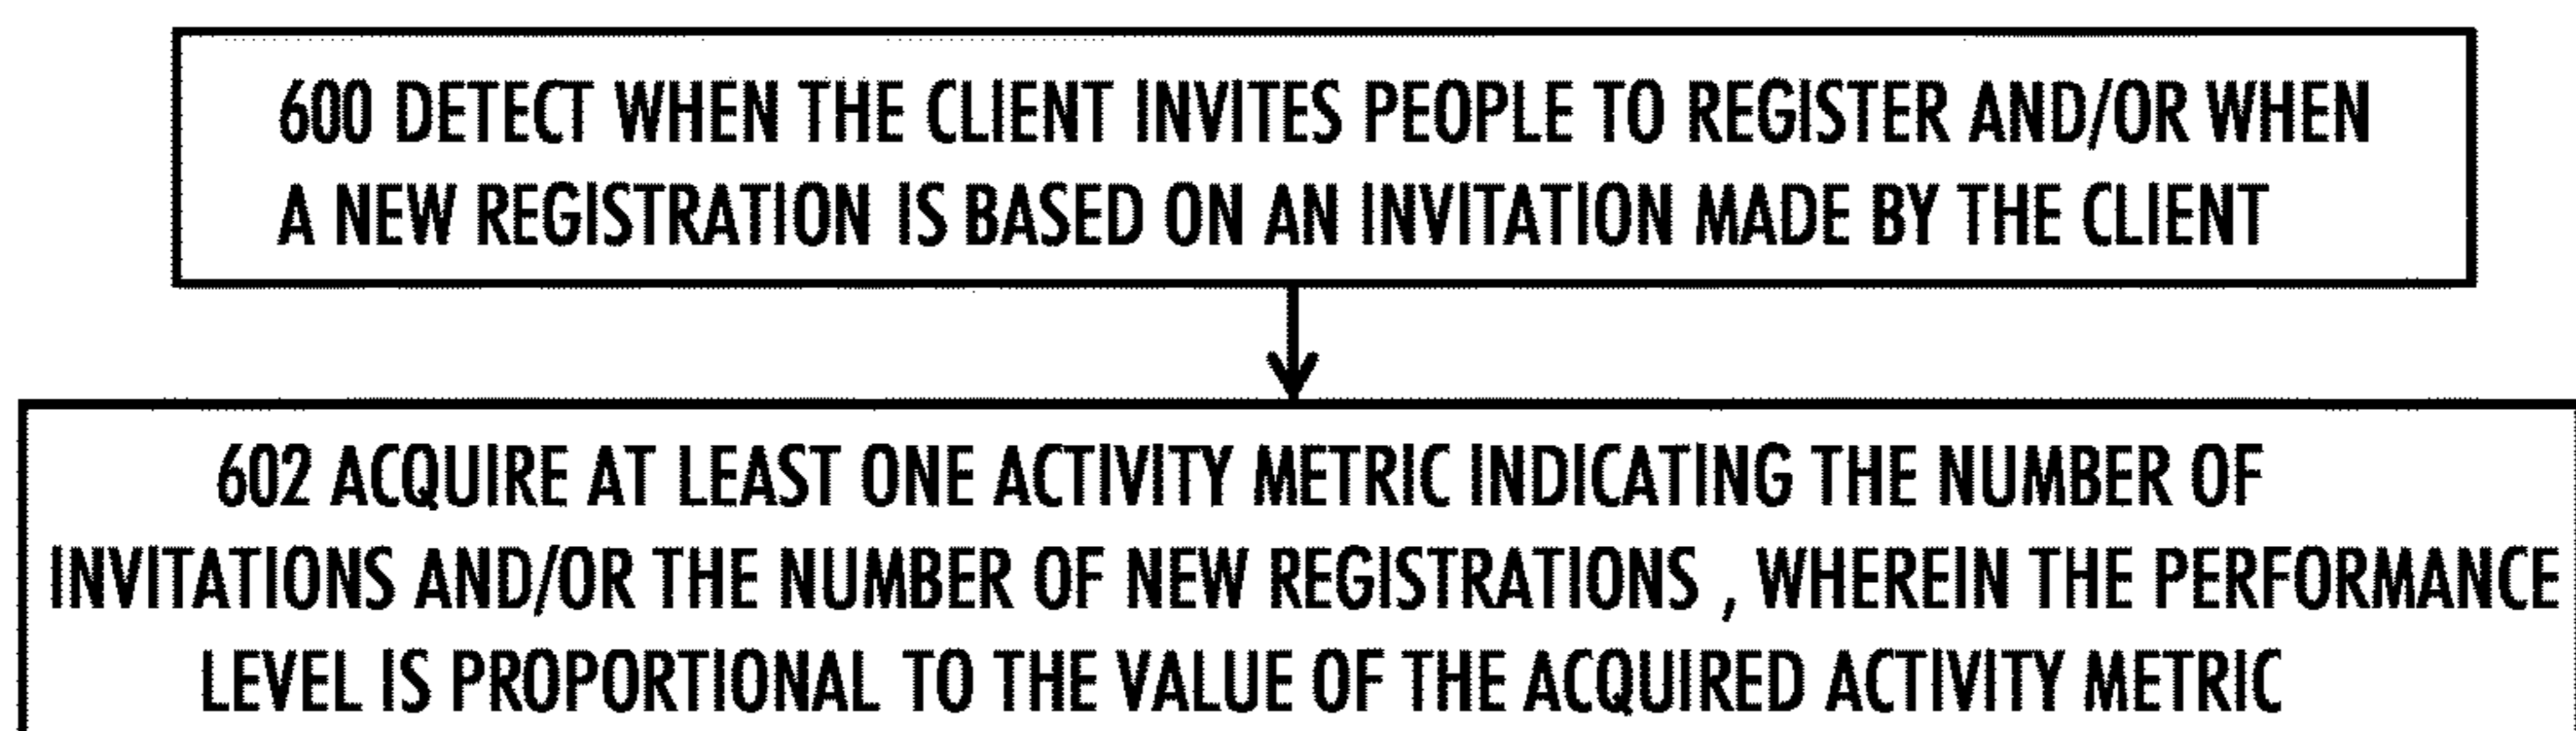 600 DETECT WHEN THE CLIENT INVITES PEOPLE TO REGISTER AND/OR WHEN
A NEW REGISTRATION IS BASED ON AN INVITATION MADE BY THE CLIENT
602 ACQUIRE AT LEAST ONE ACTIVITY METRIC INDICATING THE NUMBER OF
INVITATIONS AND/OR THE NUMBER OF NEW REGISTRATIONS , WHEREIN THE PERFORMANCE
LEVEL IS PROPORTIONAL TO THE VALUE OF THE ACQUIRED ACTIVITY METRIC